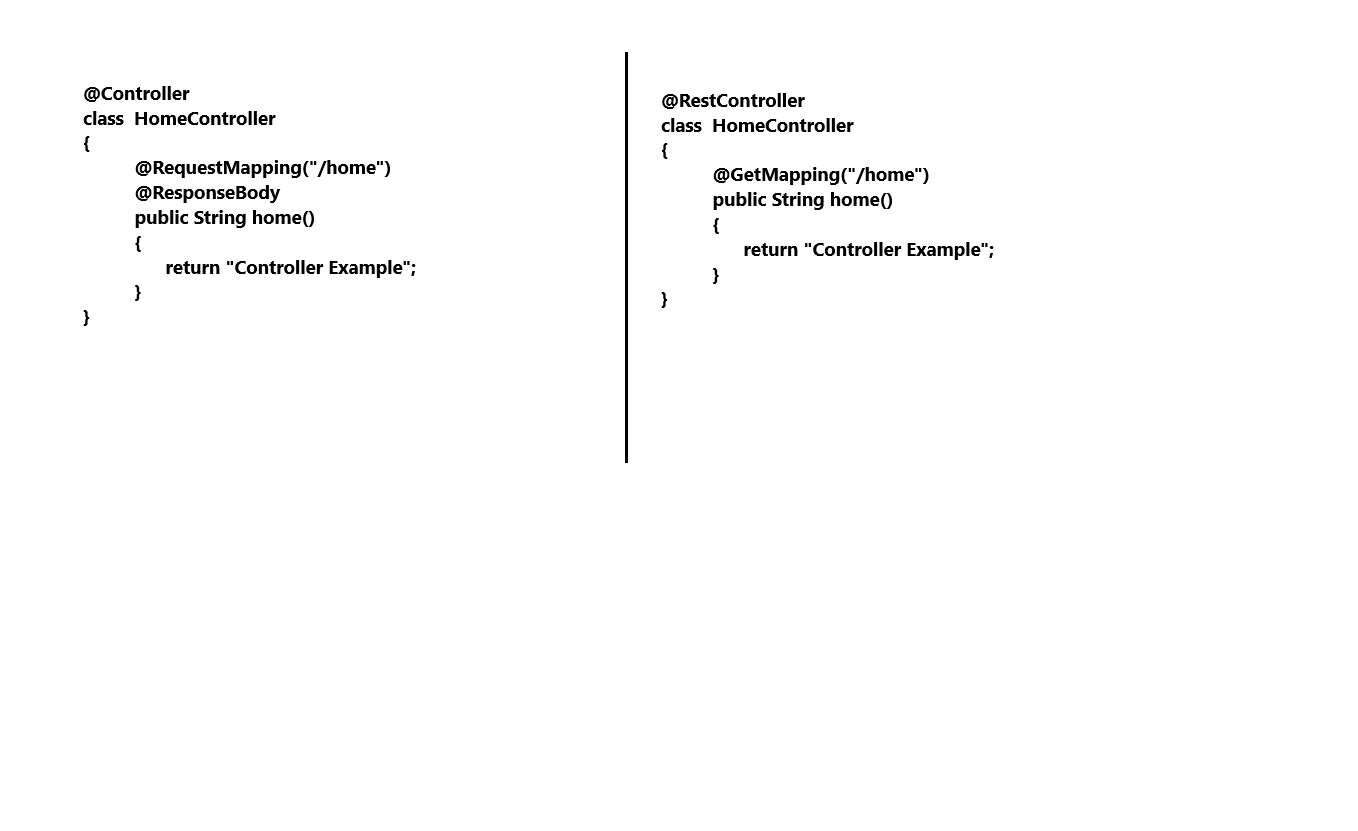 @Controller
class  HomeController
{
@RequestMapping("/home")
@ResponseBody
public String home()
{
return "Controller Example";
}
}
@RestController
class  HomeController
{
@GetMapping("/home")
public String home()
{
return "Controller Example";
}
}